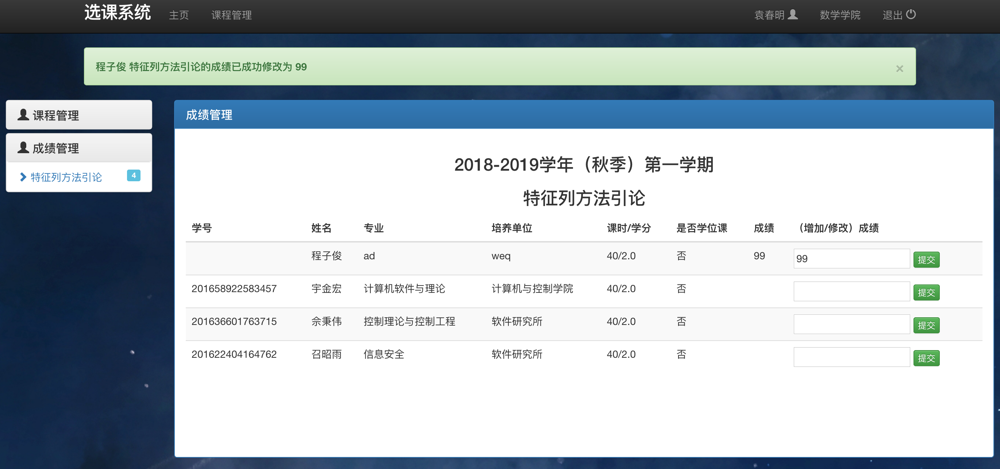 选课系统 主页 课程管理 袁春明 数学学院 退出
程子俊 特征列方法引论的成绩已成功修改为 99 ×
课程管理
成绩管理
特征列方法引论 4
成绩管理
2018-2019学年（秋季）第一学期
特征列方法引论
学号 姓名 专业 培养单位 课时/学分 是否学位课 成绩 （增加/修改）成绩
程子俊 ad weq 40/2.0 否 99 99 提交
201658922583457 宇金宏 计算机软件与理论 计算机与控制学院 40/2.0 否 提交
201636601763715 佘秉伟 控制理论与控制工程 软件研究所 40/2.0 否 提交
201622404164762 召昭雨 信息安全 软件研究所 40/2.0 否 提交